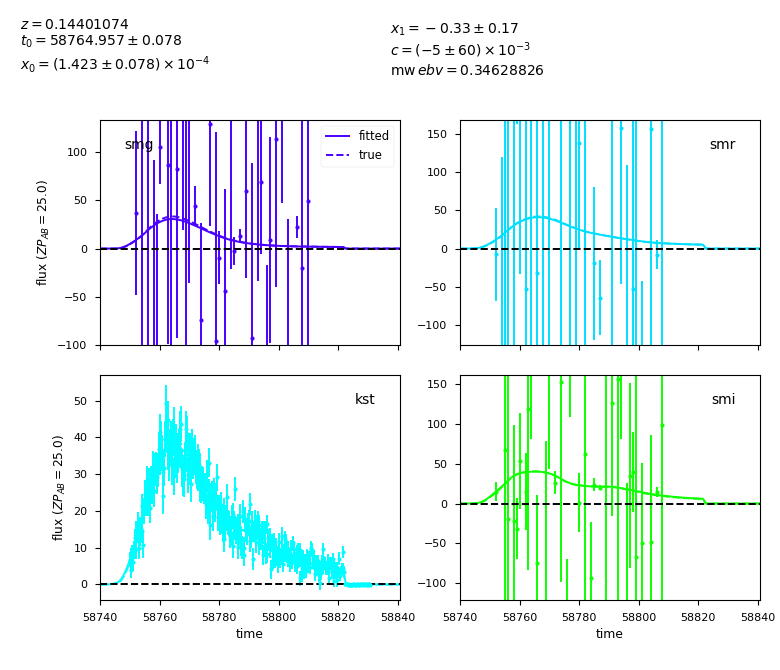 z = 0.14401074
t₀ = 58764.957 ± 0.078
x₀ = (1.423 ± 0.078) × 10⁻⁴
x₁ = −0.33 ± 0.17
c = (−5 ± 60) × 10⁻³
mw ebv = 0.34628826
smg
fitted
true
100
50
0
−50
−100
flux (ZP_AB = 25.0)
smr
150
100
50
0
−50
−100
kst
50
40
30
20
10
0
flux (ZP_AB = 25.0)
58740 58760 58780 58800 58820 58840
time
smi
150
100
50
0
−50
−100
58740 58760 58780 58800 58820 58840
time